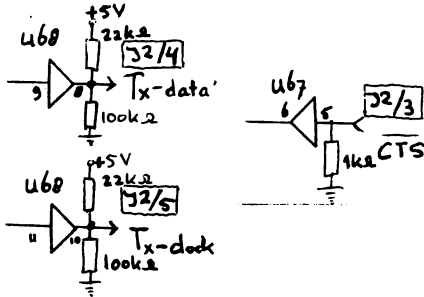 +5V
U68
22kΩ
J2/4
9
8
Tx-data'
100kΩ
+5V
U68
22kΩ
J2/5
11
10
Tx-clock
100kΩ
U67
J2/3
6
5
1kΩ
CTS